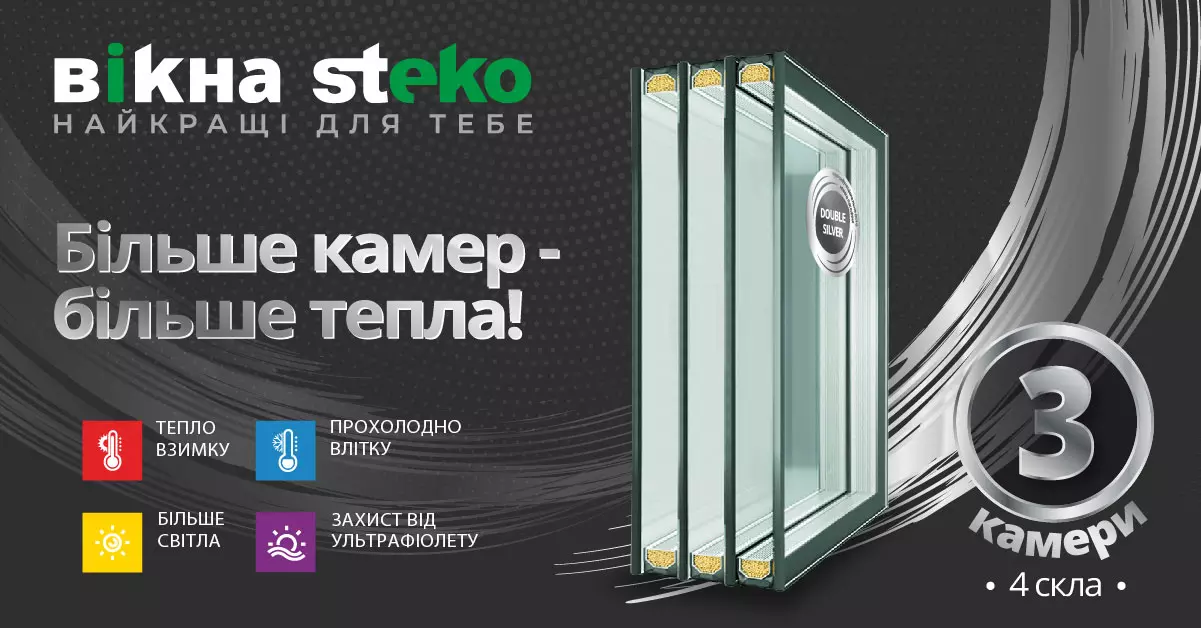 вікна steko
НАЙКРАЩІ ДЛЯ ТЕБЕ
Більше камер -
більше тепла!
ТЕПЛО
ВЗИМКУ
ПРОХОЛОДНО
ВЛІТКУ
БІЛЬШЕ
СВІТЛА
ЗАХИСТ ВІД
УЛЬТРАФІОЛЕТУ
DOUBLE
SILVER
3
камери
• 4 скла •